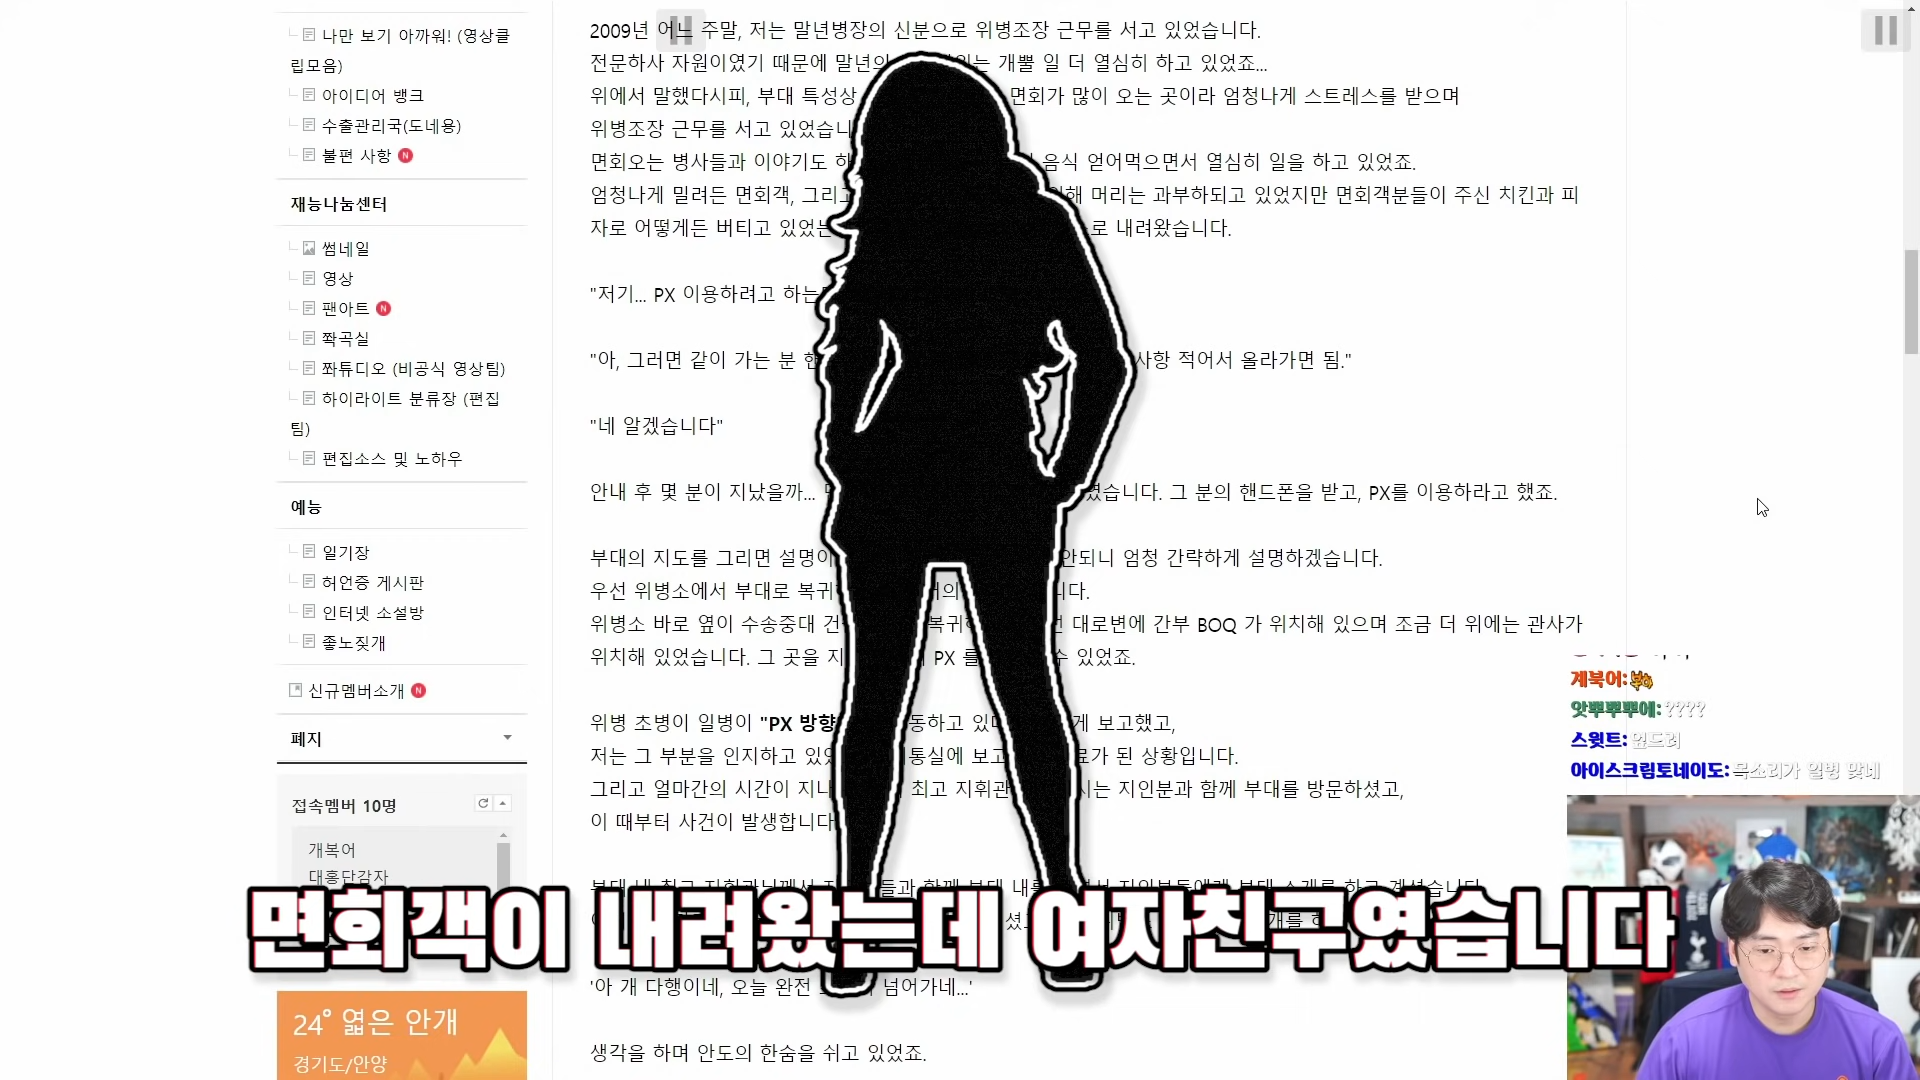 나만 보기 아까워! (영상클
립모음)
아이디어 뱅크
수출관리국(도네용)
불편 사항 N
재능나눔센터
썸네일
영상
팬아트 N
쫙곡실
쫘튜디오 (비공식 영상팀)
하이라이트 분류장 (편집
팀)
편집소스 및 노하우
예능
일기장
허언증 게시판
인터넷 소설방
좋노짓개
신규멤버소개 N
폐지
접속멤버 10명
개복어
대홍단감자
24° 엷은 안개
경기도/안양
2009년 어느 주말, 저는 말년병장의 신분으로 위병조장 근무를 서고 있었습니다.
전문하사 자원이였기 때문에 말년의 는 개뿔 일 더 열심히 하고 있었죠...
위에서 말했다시피, 부대 특성상 면회가 많이 오는 곳이라 엄청나게 스트레스를 받으며
위병조장 근무를 서고 있었습니
면회오는 병사들과 이야기도 하 음식 얻어먹으면서 열심히 일을 하고 있었죠.
엄청나게 밀려든 면회객, 그리고 해 머리는 과부하되고 있었지만 면회객분들이 주신 치킨과 피
자로 어떻게든 버티고 있었는 로 내려왔습니다.
"저기... PX 이용하려고 하는
"아, 그러면 같이 가는 분 한 사항 적어서 올라가면 됨."
"네 알겠습니다"
안내 후 몇 분이 지났을까... 였습니다. 그 분의 핸드폰을 받고, PX를 이용하라고 했죠.
부대의 지도를 그리면 설명이 안되니 엄청 간략하게 설명하겠습니다.
우선 위병소에서 부대로 복귀 니다.
위병소 바로 옆이 수송중대 건 복귀 대로변에 간부 BOQ 가 위치해 있으며 조금 더 위에는 관사가
위치해 있었습니다. 그 곳을 지 PX 를 수 있었죠.
위병 초병이 일병이 "PX 방향 동하고 있다 게 보고했고,
저는 그 부분을 인지하고 있었 지통실에 보고 료가 된 상황입니다.
그리고 얼마간의 시간이 지나 최고 지휘관 시는 지인분과 함께 부대를 방문하셨고,
이 때부터 사건이 발생합니다
면회객이 내려왔는데 여자친구였습니다
'아 개 다행이네, 오늘 완전 넘어가네...'
생각을 하며 안도의 한숨을 쉬고 있었죠.
계북어:
앗뿌뿌뿌에: ????
스윗트: 엎드려
아이스크림토네이도: 목소리가 일병 맞네